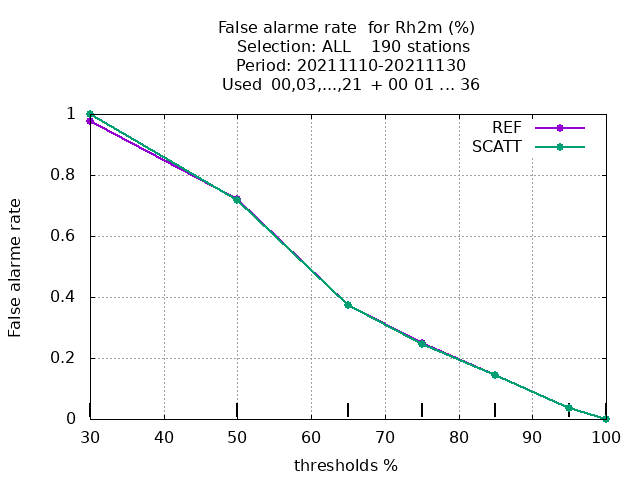 False alarme rate  for Rh2m (%)
Selection: ALL    190 stations
Period: 20211110-20211130
Used  00,03,...,21  + 00 01 ... 36
REF
SCATT
False alarme rate
1
0.8
0.6
0.4
0.2
0
30 40 50 60 70 80 90 100
thresholds %